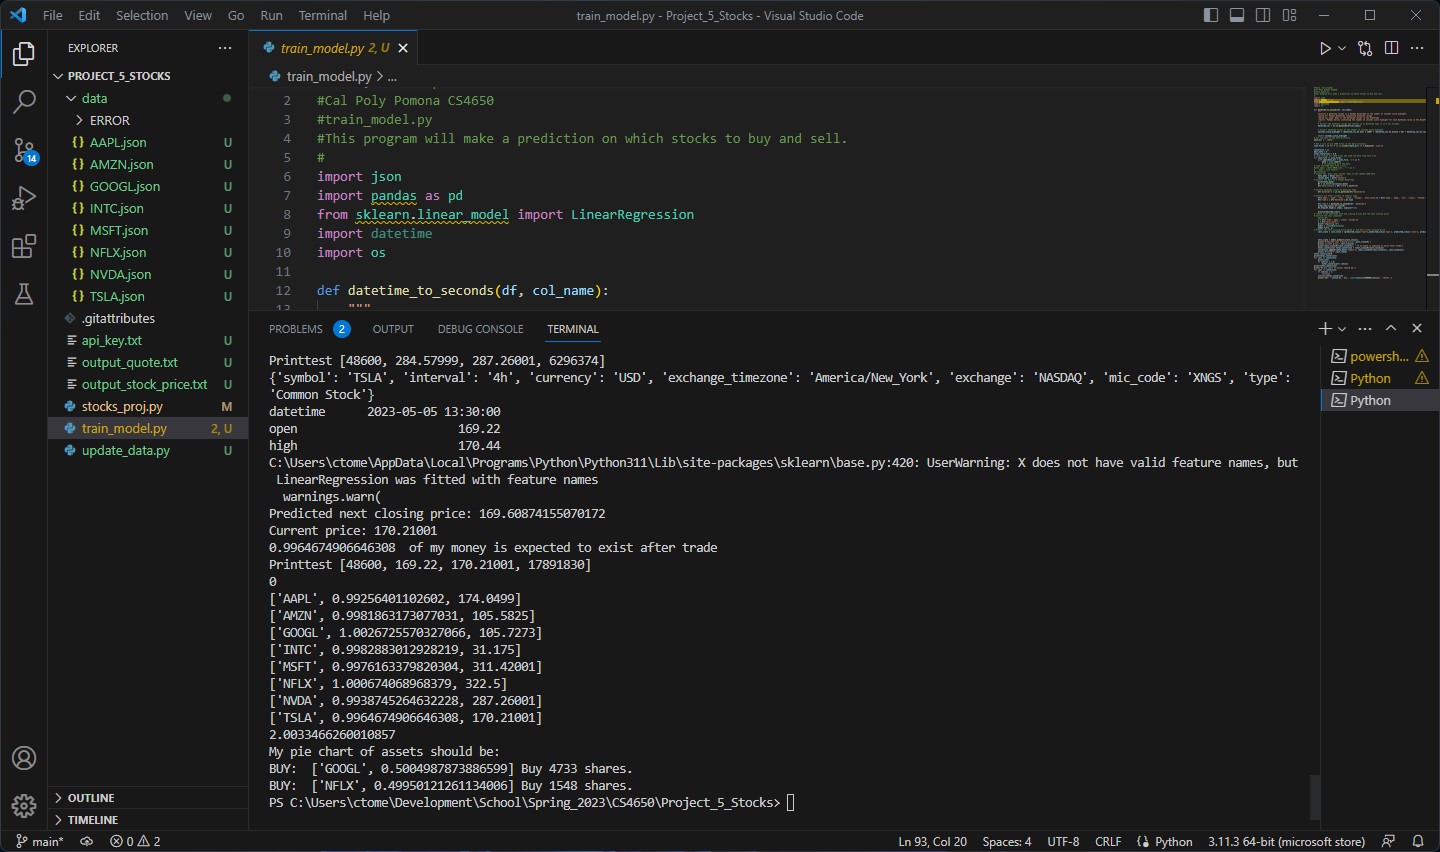 File Edit Selection View Go Run Terminal Help train_model.py - Project_5_Stocks - Visual Studio Code
EXPLORER
PROJECT_5_STOCKS
data
ERROR
AAPL.json U
AMZN.json U
GOOGL.json U
INTC.json U
MSFT.json U
NFLX.json U
NVDA.json U
TSLA.json U
.gitattributes
api_key.txt U
output_quote.txt U
output_stock_price.txt U
stocks_proj.py M
train_model.py 2, U
update_data.py U
OUTLINE
TIMELINE
14
train_model.py 2, U
train_model.py > ...
2 #Cal Poly Pomona CS4650
3 #train_model.py
4 #This program will make a prediction on which stocks to buy and sell.
5 #
6 import json
7 import pandas as pd
8 from sklearn.linear_model import LinearRegression
9 import datetime
10 import os
11
12 def datetime_to_seconds(df, col_name):
13 """
PROBLEMS 2 OUTPUT DEBUG CONSOLE TERMINAL
Printtest [48600, 284.57999, 287.26001, 6296374]
{'symbol': 'TSLA', 'interval': '4h', 'currency': 'USD', 'exchange_timezone': 'America/New_York', 'exchange': 'NASDAQ', 'mic_code': 'XNGS', 'type':
'Common Stock'}
datetime 2023-05-05 13:30:00
open 169.22
high 170.44
C:\Users\ctome\AppData\Local\Programs\Python\Python311\Lib\site-packages\sklearn\base.py:420: UserWarning: X does not have valid feature names, but
LinearRegression was fitted with feature names
warnings.warn(
Predicted next closing price: 169.60874155070172
Current price: 170.21001
0.9964674906646308 of my money is expected to exist after trade
Printtest [48600, 169.22, 170.21001, 17891830]
0
['AAPL', 0.99256401102602, 174.0499]
['AMZN', 0.9981863173077031, 105.5825]
['GOOGL', 1.0026725570327066, 105.7273]
['INTC', 0.9982883012928219, 31.175]
['MSFT', 0.9976163379820304, 311.42001]
['NFLX', 1.000674068968379, 322.5]
['NVDA', 0.9938745264632228, 287.26001]
['TSLA', 0.9964674906646308, 170.21001]
2.0033466260010857
My pie chart of assets should be:
BUY: ['GOOGL', 0.5004987873886599] Buy 4733 shares.
BUY: ['NFLX', 0.49950121261134006] Buy 1548 shares.
PS C:\Users\ctome\Development\School\Spring_2023\CS4650\Project_5_Stocks>
powersh...
Python
Python
main* 0 2 Ln 93, Col 20 Spaces: 4 UTF-8 CRLF Python 3.11.3 64-bit (microsoft store)